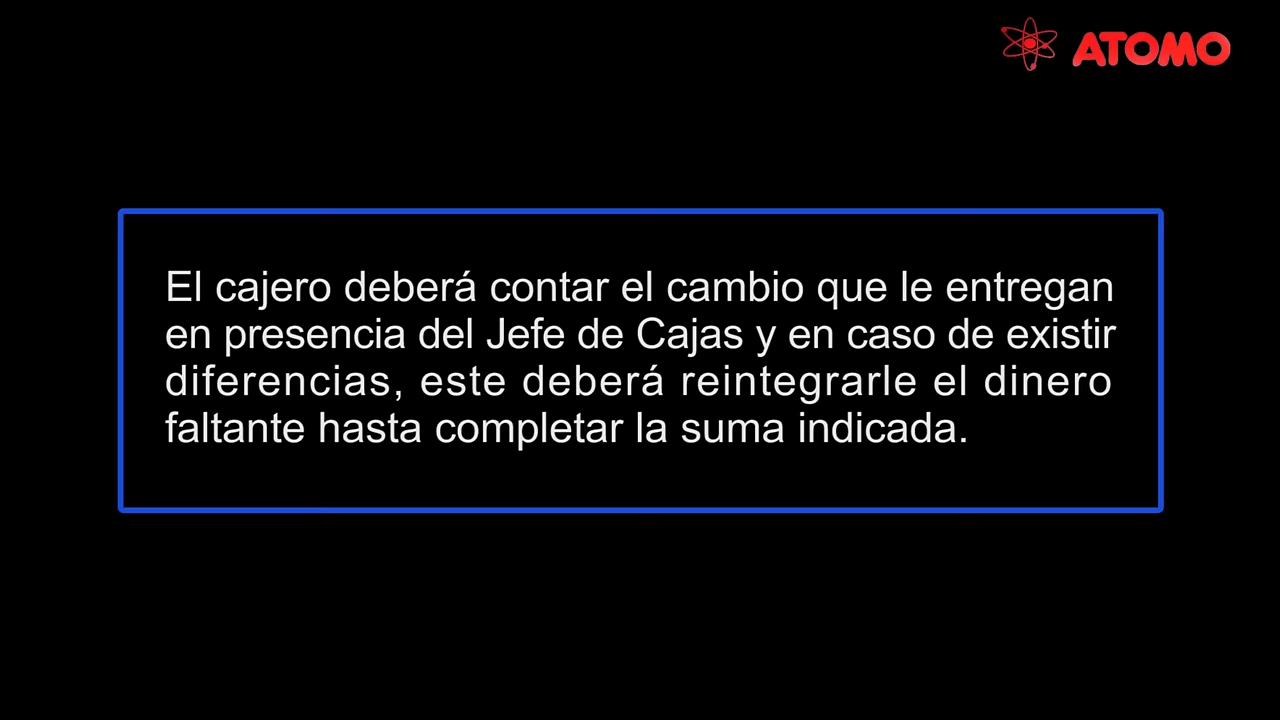 ATOMO
El cajero deberá contar el cambio que le entregan
en presencia del Jefe de Cajas y en caso de existir
diferencias, este deberá reintegrarle el dinero
faltante hasta completar la suma indicada.